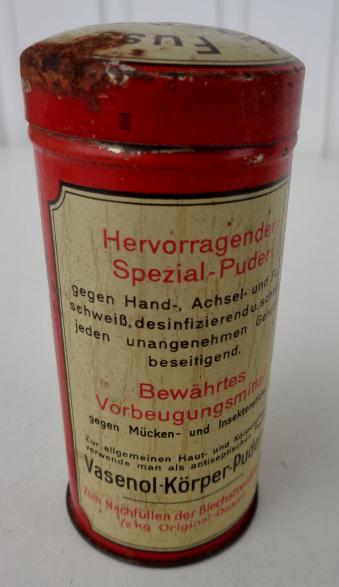 Fus
Hervorragender
Spezial-Puder
gegen Hand-, Achsel- und
schweiß, desinfizierend u.
jeden unangenehmen
beseitigend.
Bewährtes
Vorbeugungsmittel
gegen Mücken- und
Zur allgemeinen Haut- und
verwende man als antiseptischen
Vasenol-Körper-Puder
Zum Nachfüllen der
½ kg Original-